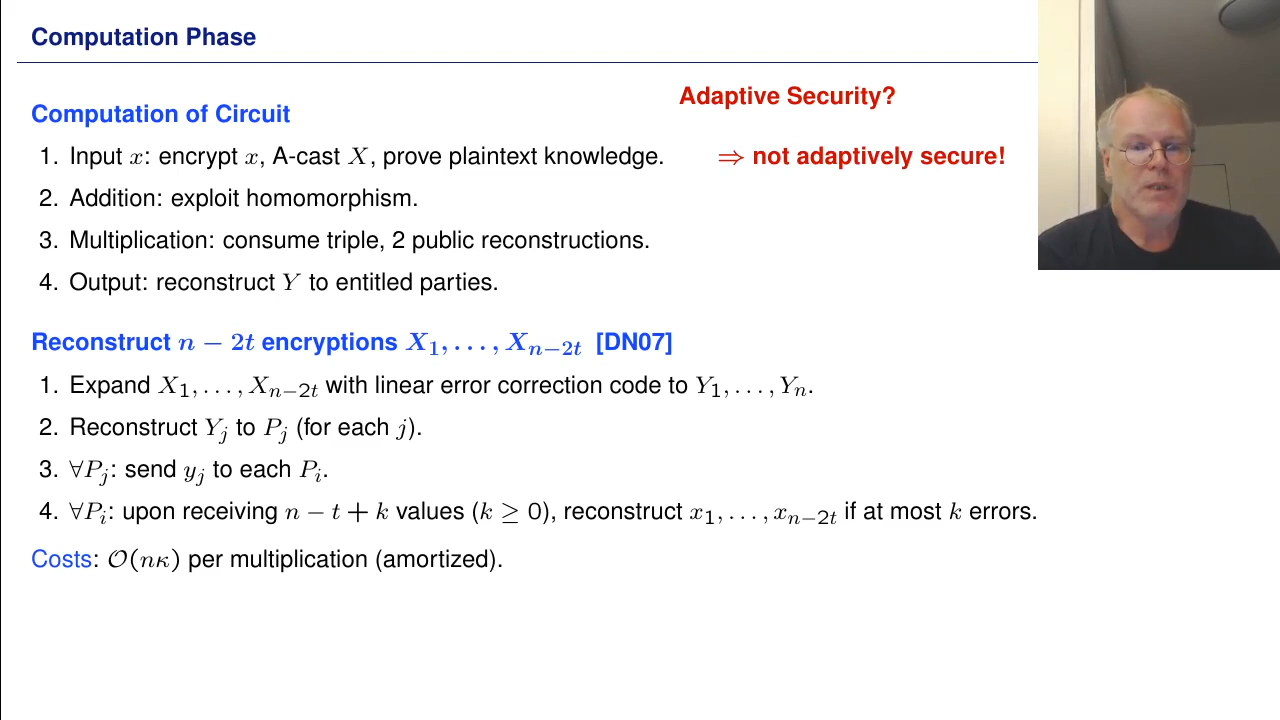 Computation Phase
Adaptive Security?
Computation of Circuit
1. Input x: encrypt x, A-cast X, prove plaintext knowledge. ⇒ not adaptively secure!
2. Addition: exploit homomorphism.
3. Multiplication: consume triple, 2 public reconstructions.
4. Output: reconstruct Y to entitled parties.
Reconstruct n − 2t encryptions X₁, . . . , Xₙ₋₂ₜ [DN07]
1. Expand X₁, . . . , Xₙ₋₂ₜ with linear error correction code to Y₁, . . . , Yₙ.
2. Reconstruct Yⱼ to Pⱼ (for each j).
3. ∀Pⱼ: send yⱼ to each Pᵢ.
4. ∀Pᵢ: upon receiving n − t + k values (k ≥ 0), reconstruct x₁, . . . , xₙ₋₂ₜ if at most k errors.
Costs: O(nκ) per multiplication (amortized).